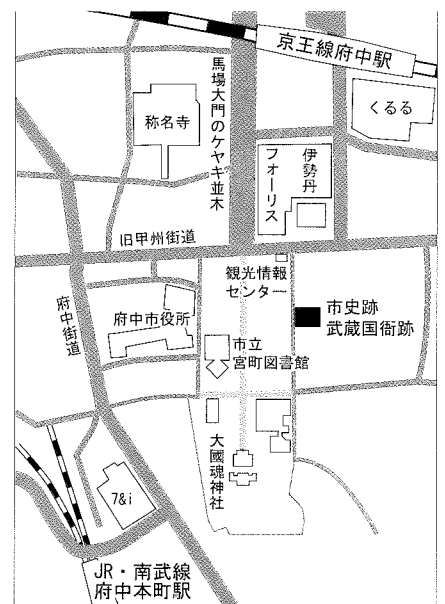 京王線府中駅
くるる
馬場大門のケヤキ並木
称名寺
伊勢丹
フォーリス
旧甲州街道
観光情報
センター
府中街道
府中市役所
市史跡
武蔵国衙跡
市立
宮町図書館
大國魂神社
7&i
JR・南武線
府中本町駅